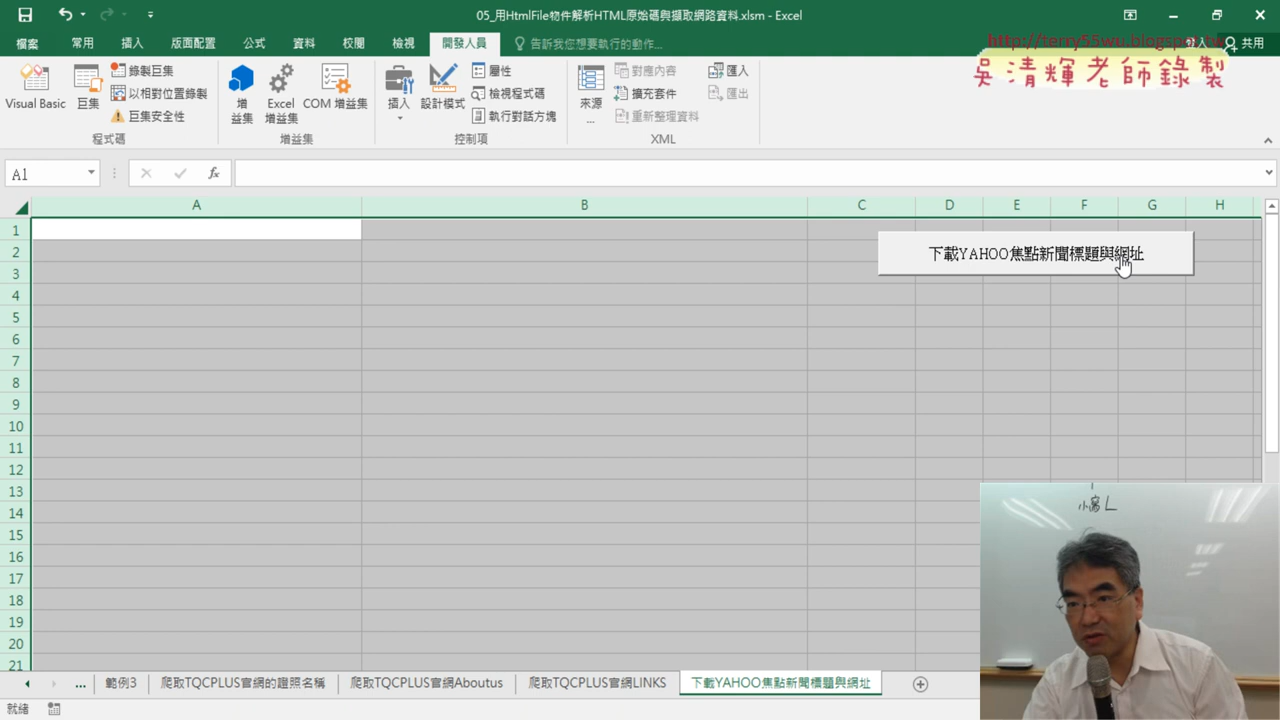 05_用HtmlFile物件解析HTML原始碼與擷取網路資料.xlsm - Excel
檔案 常用 插入 版面配置 公式 資料 校閱 檢視 開發人員 告訴我您想要執行的動作... 共用
http://terry55wu.blogspot.tw
吳清輝老師錄製
Visual Basic 巨集 錄製巨集 以相對位置錄製 巨集安全性
增益集 Excel 增益集 COM 增益集
插入 設計模式 屬性 檢視程式碼 執行對話方塊
來源... 對應內容 擴充套件 重新整理資料 匯入 匯出
程式碼 增益集 控制項 XML
A1 fx
A B C D E F G H
1
2
3
4
5
6
7
8
9
10
11
12
13
14
15
16
17
18
19
20
21
下載YAHOO焦點新聞標題與網址
... 範例3 爬取TQCPLUS官網的證照名稱 爬取TQCPLUS官網Aboutus 爬取TQCPLUS官網LINKS 下載YAHOO焦點新聞標題與網址
就緒